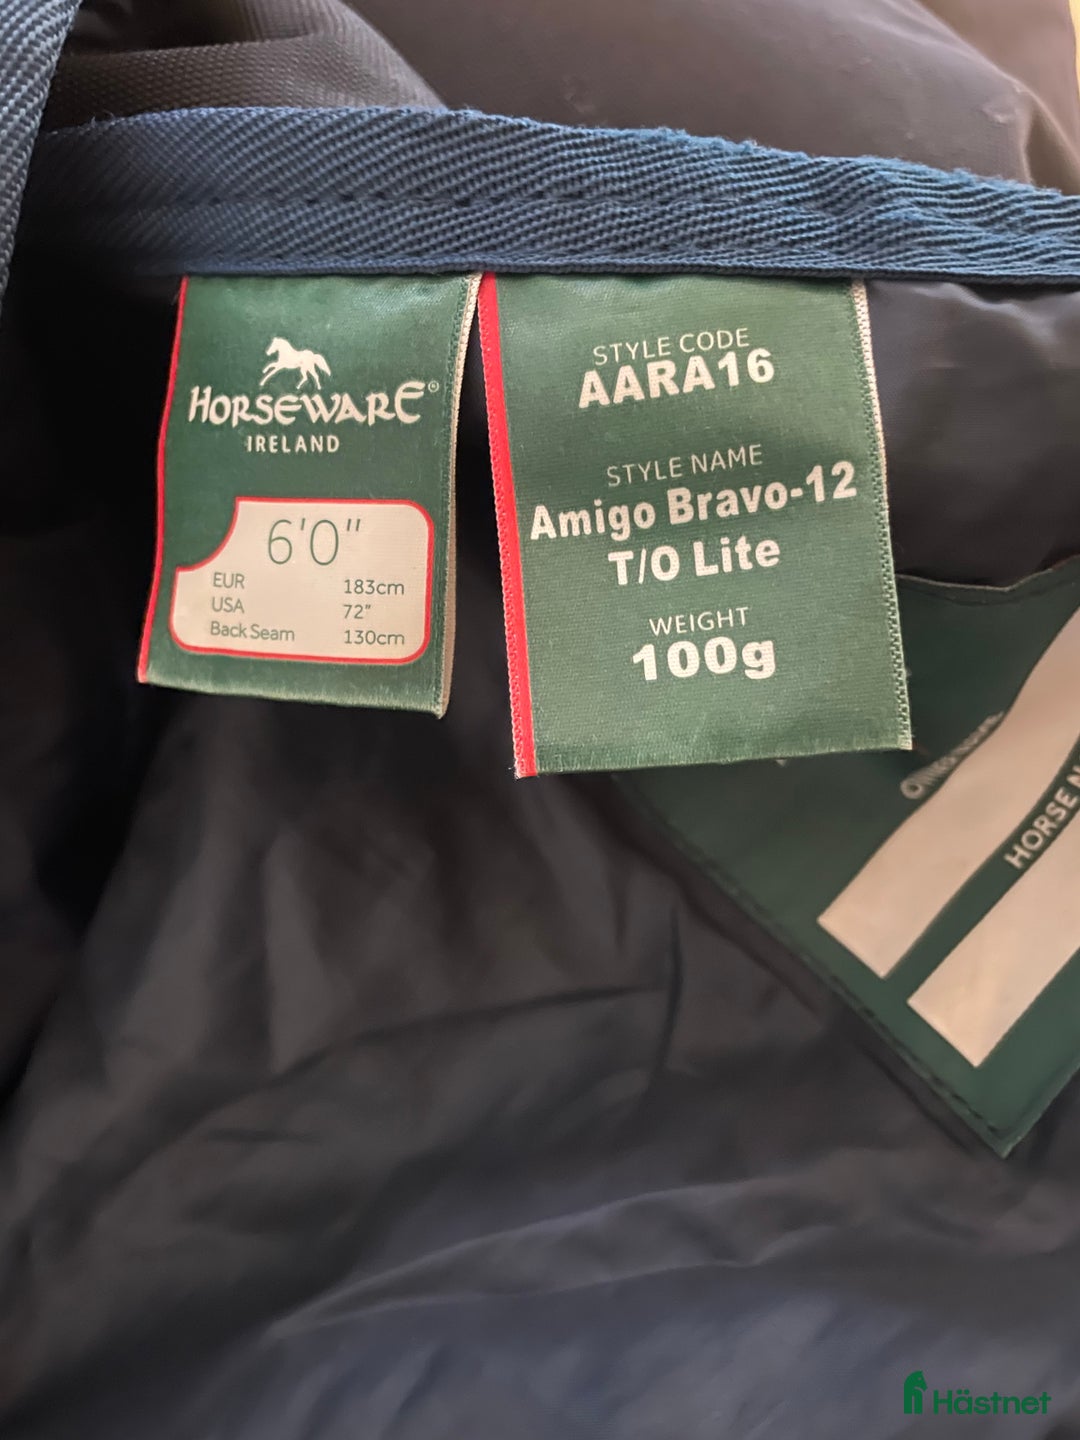 HORSEWARE®
IRELAND
6'0"
EUR 183cm
USA 72"
Back Seam 130cm
STYLE CODE
AARA16
STYLE NAME
Amigo Bravo-12
T/O Lite
WEIGHT
100g
HORSE
Hästnet